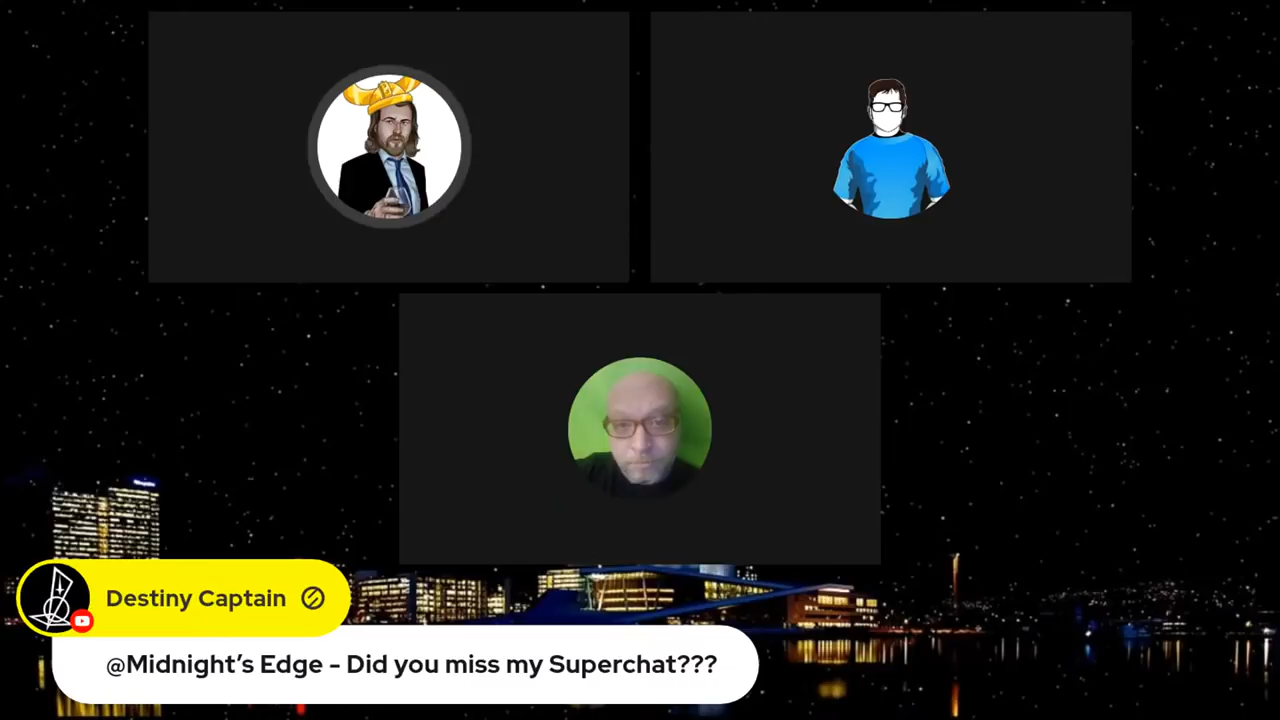 Destiny Captain
@Midnight’s Edge - Did you miss my Superchat???